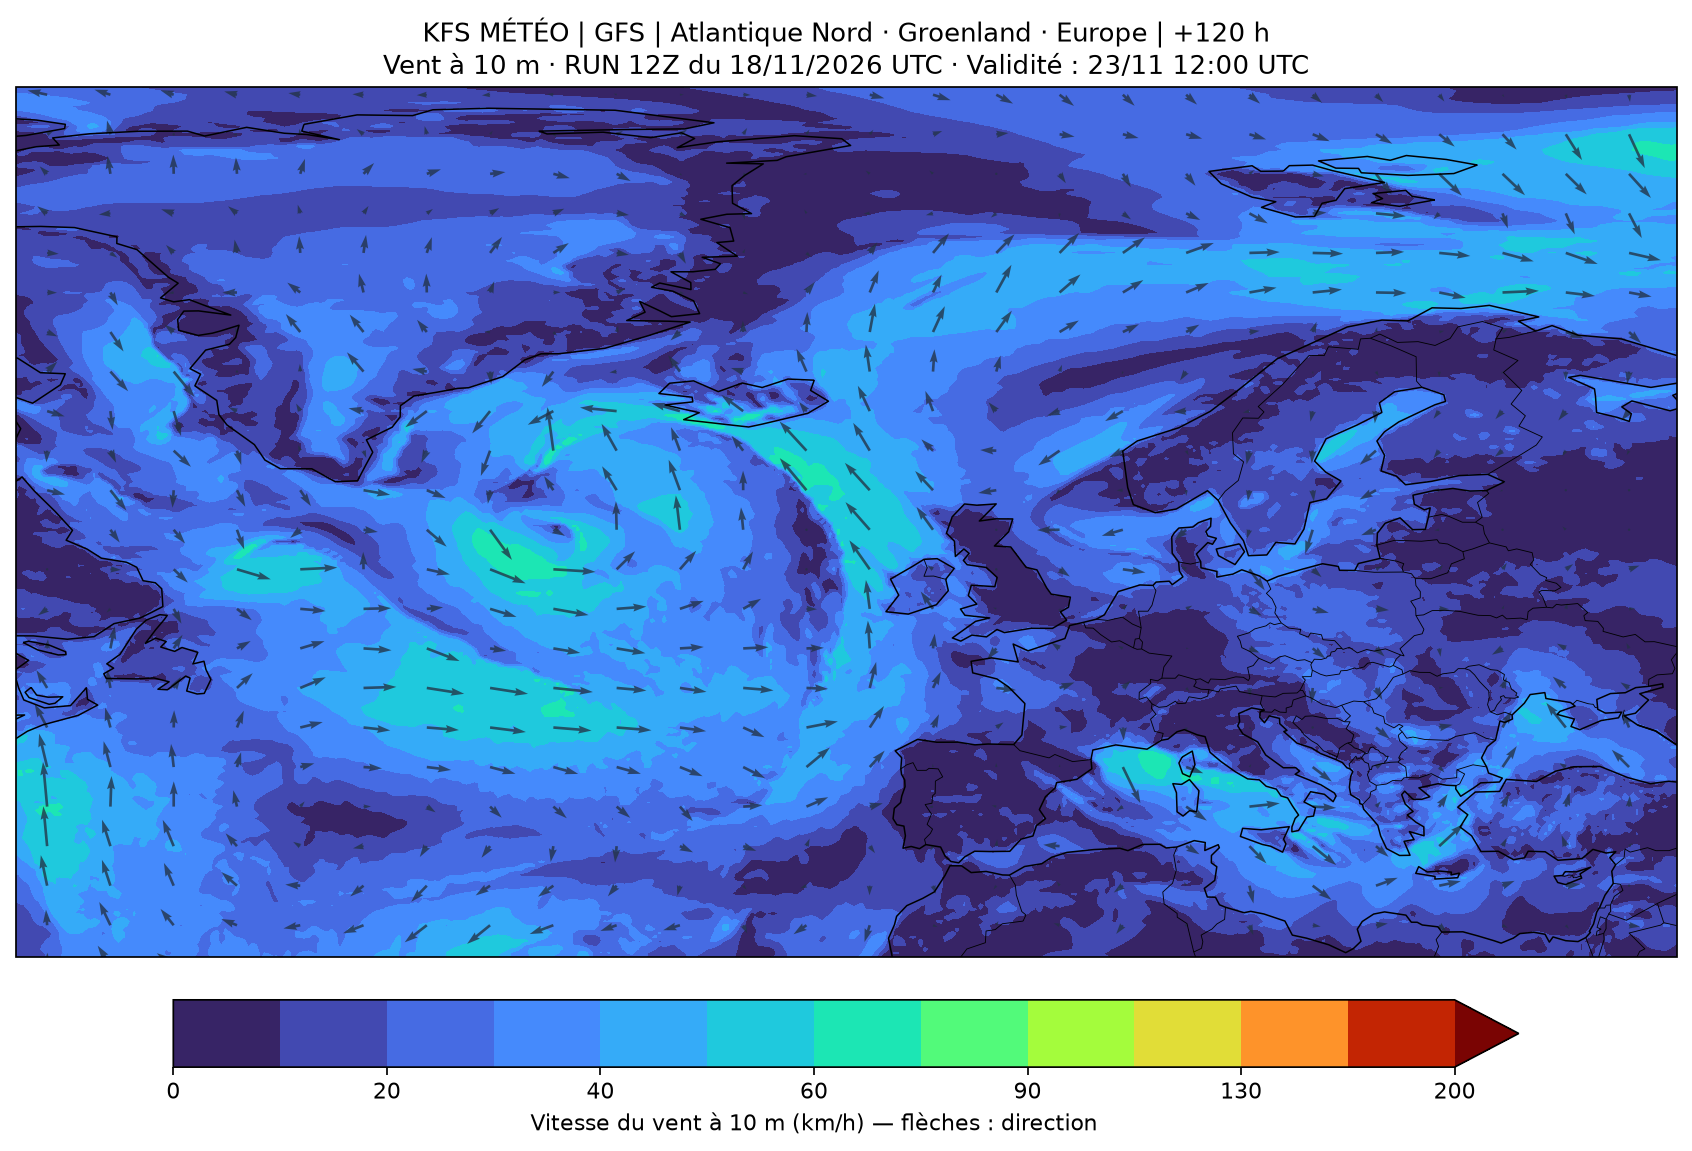 KFS MÉTÉO | GFS | Atlantique Nord · Groenland · Europe | +120 h
Vent à 10 m · RUN 12Z du 18/11/2026 UTC · Validité : 23/11 12:00 UTC
0 20 40 60 90 130 200
Vitesse du vent à 10 m (km/h) — flèches : direction